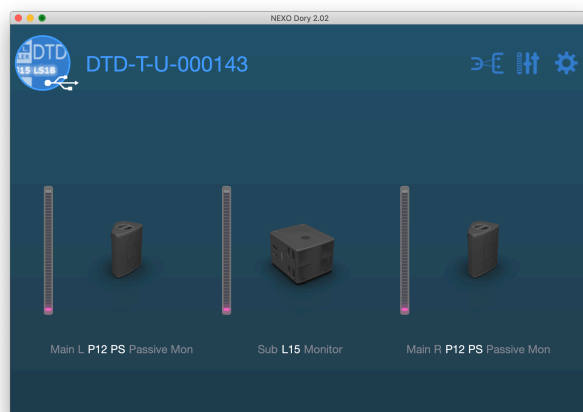 NEXO Dory 2.02
DTD
15 LS18
DTD-T-U-000143
Main L P12 PS Passive Mon
Sub L15 Monitor
Main R P12 PS Passive Mon